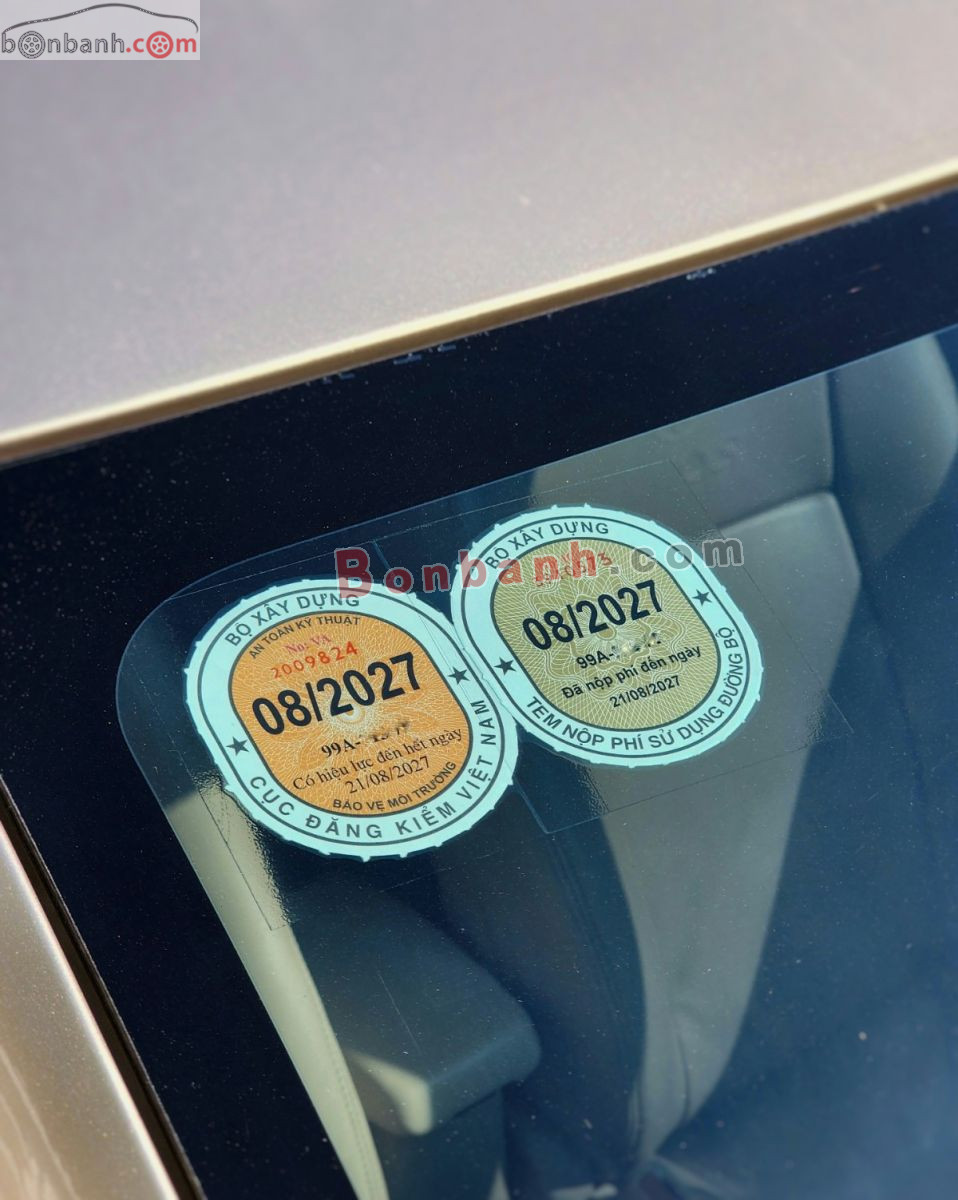 bonbanh.com
Bonbanh.com
BỘ XÂY DỰNG
AN TOÀN KỸ THUẬT
No: VA
2009824
08/2027
99A-
Có hiệu lực đến hết ngày
21/08/2027
BẢO VỆ MÔI TRƯỜNG
CỤC ĐĂNG KIỂM VIỆT NAM
BỘ XÂY DỰNG
08/2027
99A-
Đã nộp phí đến ngày
21/08/2027
TEM NỘP PHÍ SỬ DỤNG ĐƯỜNG BỘ